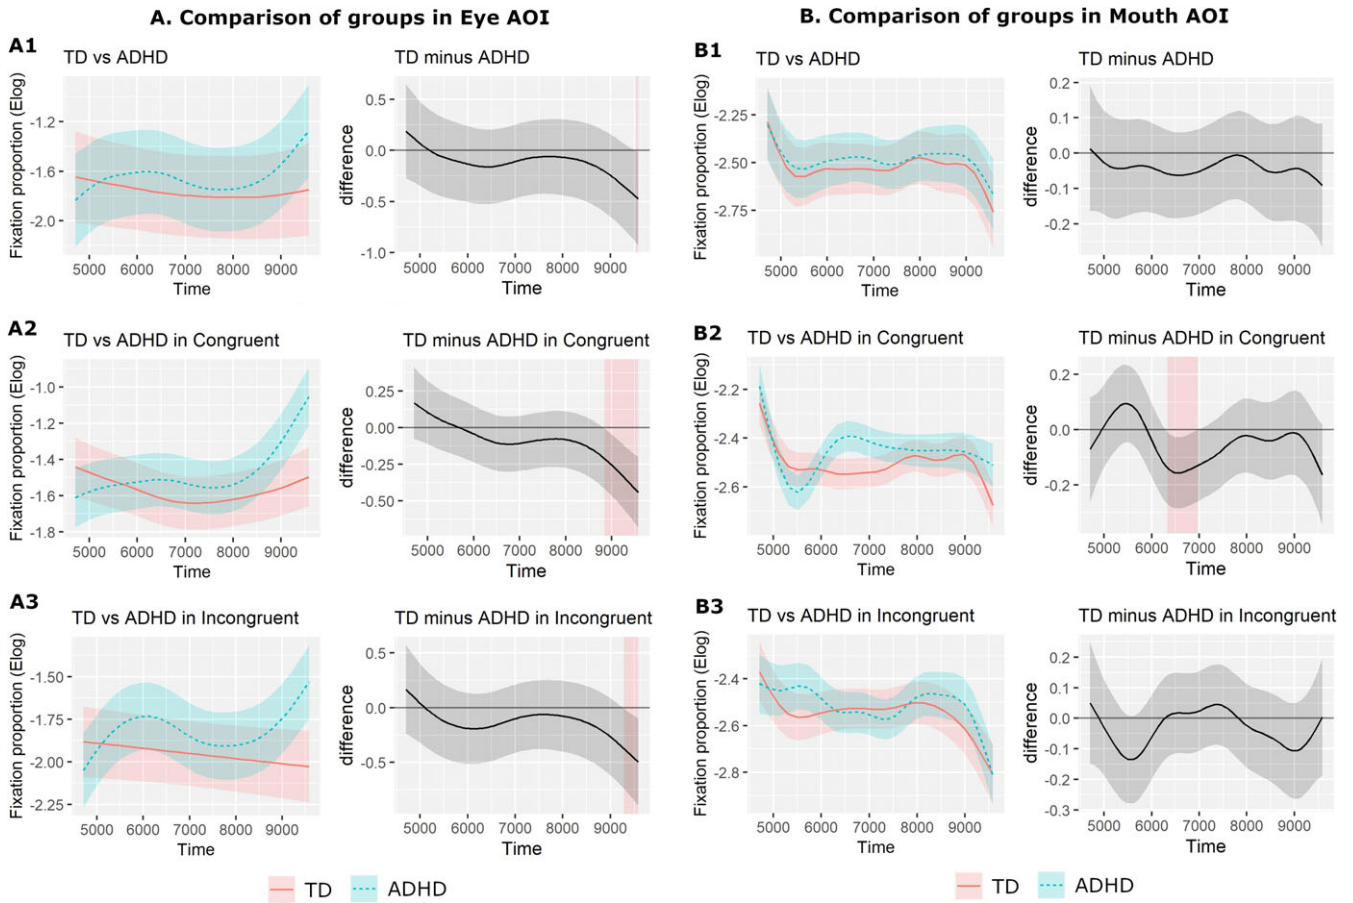 A. Comparison of groups in Eye AOI
A1
TD vs ADHD
Fixation proportion (Elog)
-1.2
-1.6
-2.0
5000 6000 7000 8000 9000
Time
TD minus ADHD
difference
0.5
0.0
-0.5
-1.0
5000 6000 7000 8000 9000
Time
A2
TD vs ADHD in Congruent
Fixation proportion (Elog)
-1.0
-1.2
-1.4
-1.6
-1.8
5000 6000 7000 8000 9000
Time
TD minus ADHD in Congruent
difference
0.25
0.00
-0.25
-0.50
5000 6000 7000 8000 9000
Time
A3
TD vs ADHD in Incongruent
Fixation proportion (Elog)
-1.50
-1.75
-2.00
-2.25
5000 6000 7000 8000 9000
Time
TD minus ADHD in Incongruent
difference
0.5
0.0
-0.5
5000 6000 7000 8000 9000
Time
TD ADHD
B. Comparison of groups in Mouth AOI
B1
TD vs ADHD
Fixation proportion (Elog)
-2.25
-2.50
-2.75
5000 6000 7000 8000 9000
Time
TD minus ADHD
difference
0.2
0.1
0.0
-0.1
-0.2
5000 6000 7000 8000 9000
Time
B2
TD vs ADHD in Congruent
Fixation proportion (Elog)
-2.2
-2.4
-2.6
5000 6000 7000 8000 9000
Time
TD minus ADHD in Congruent
difference
0.2
0.0
-0.2
5000 6000 7000 8000 9000
Time
B3
TD vs ADHD in Incongruent
Fixation proportion (Elog)
-2.4
-2.6
-2.8
5000 6000 7000 8000 9000
Time
TD minus ADHD in Incongruent
difference
0.2
0.1
0.0
-0.1
-0.2
-0.3
5000 6000 7000 8000 9000
Time
TD ADHD